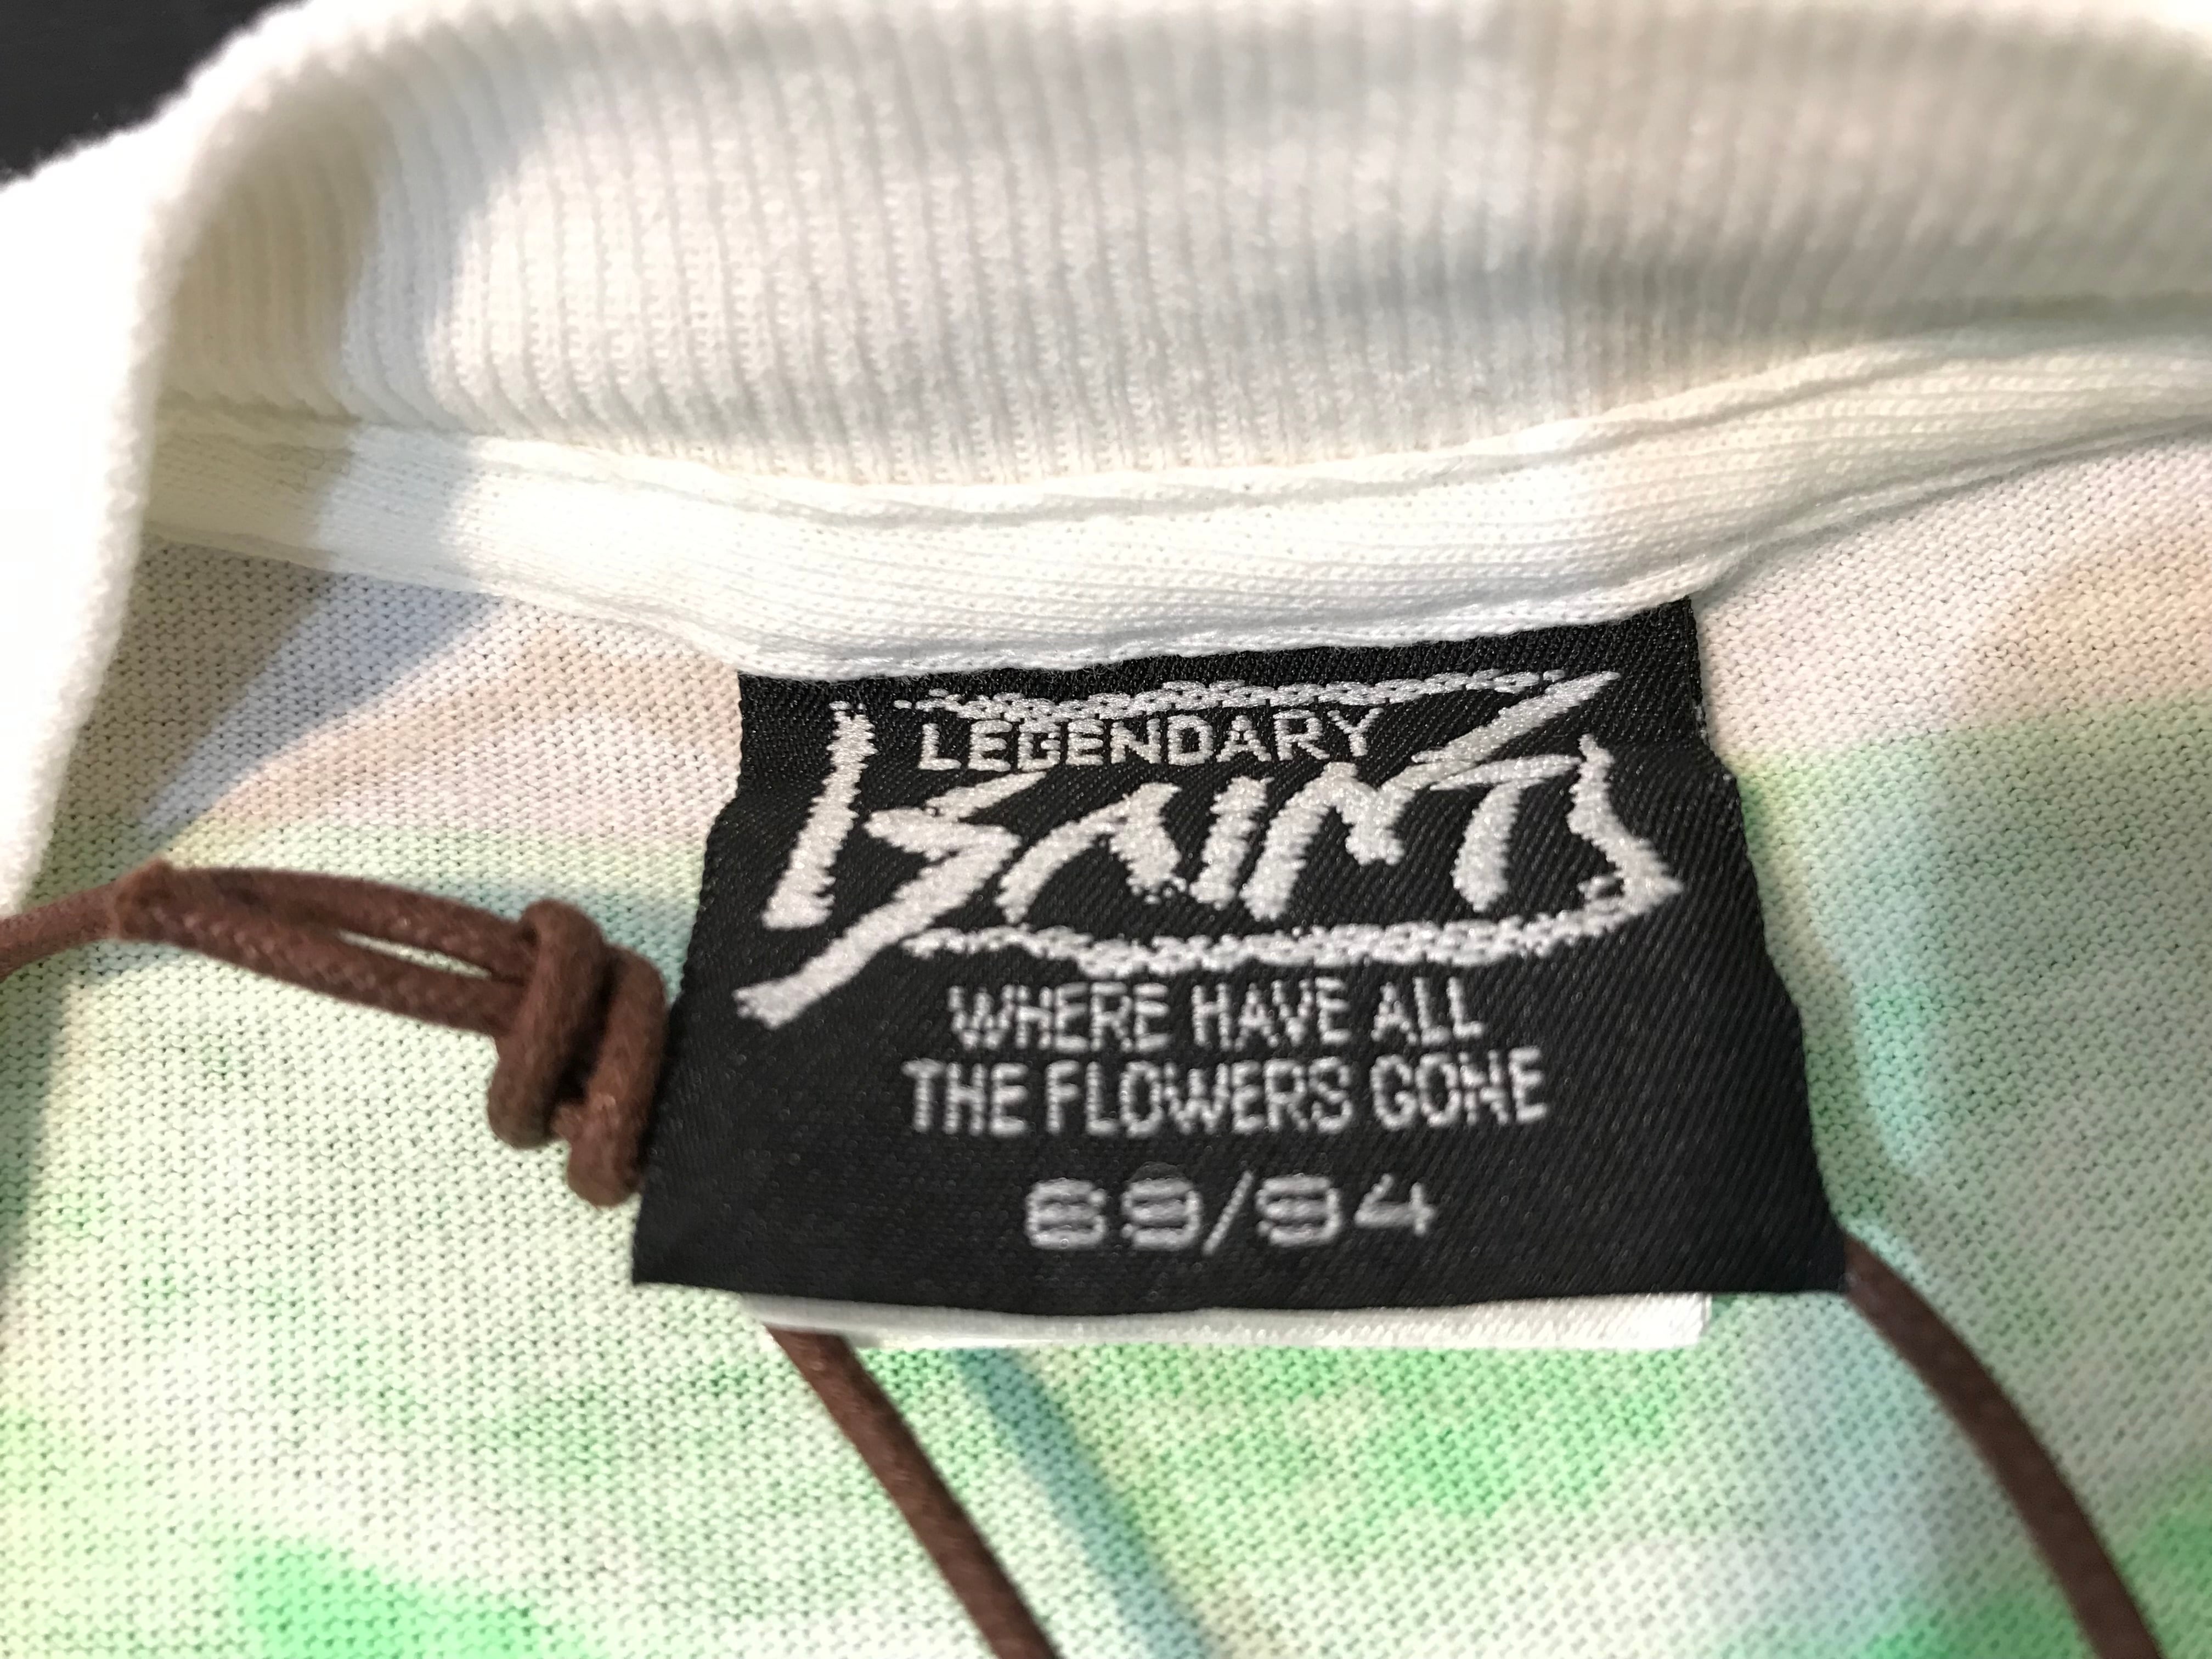 LEGENDARY
SAINTS
WHERE HAVE ALL
THE FLOWERS GONE
69/94